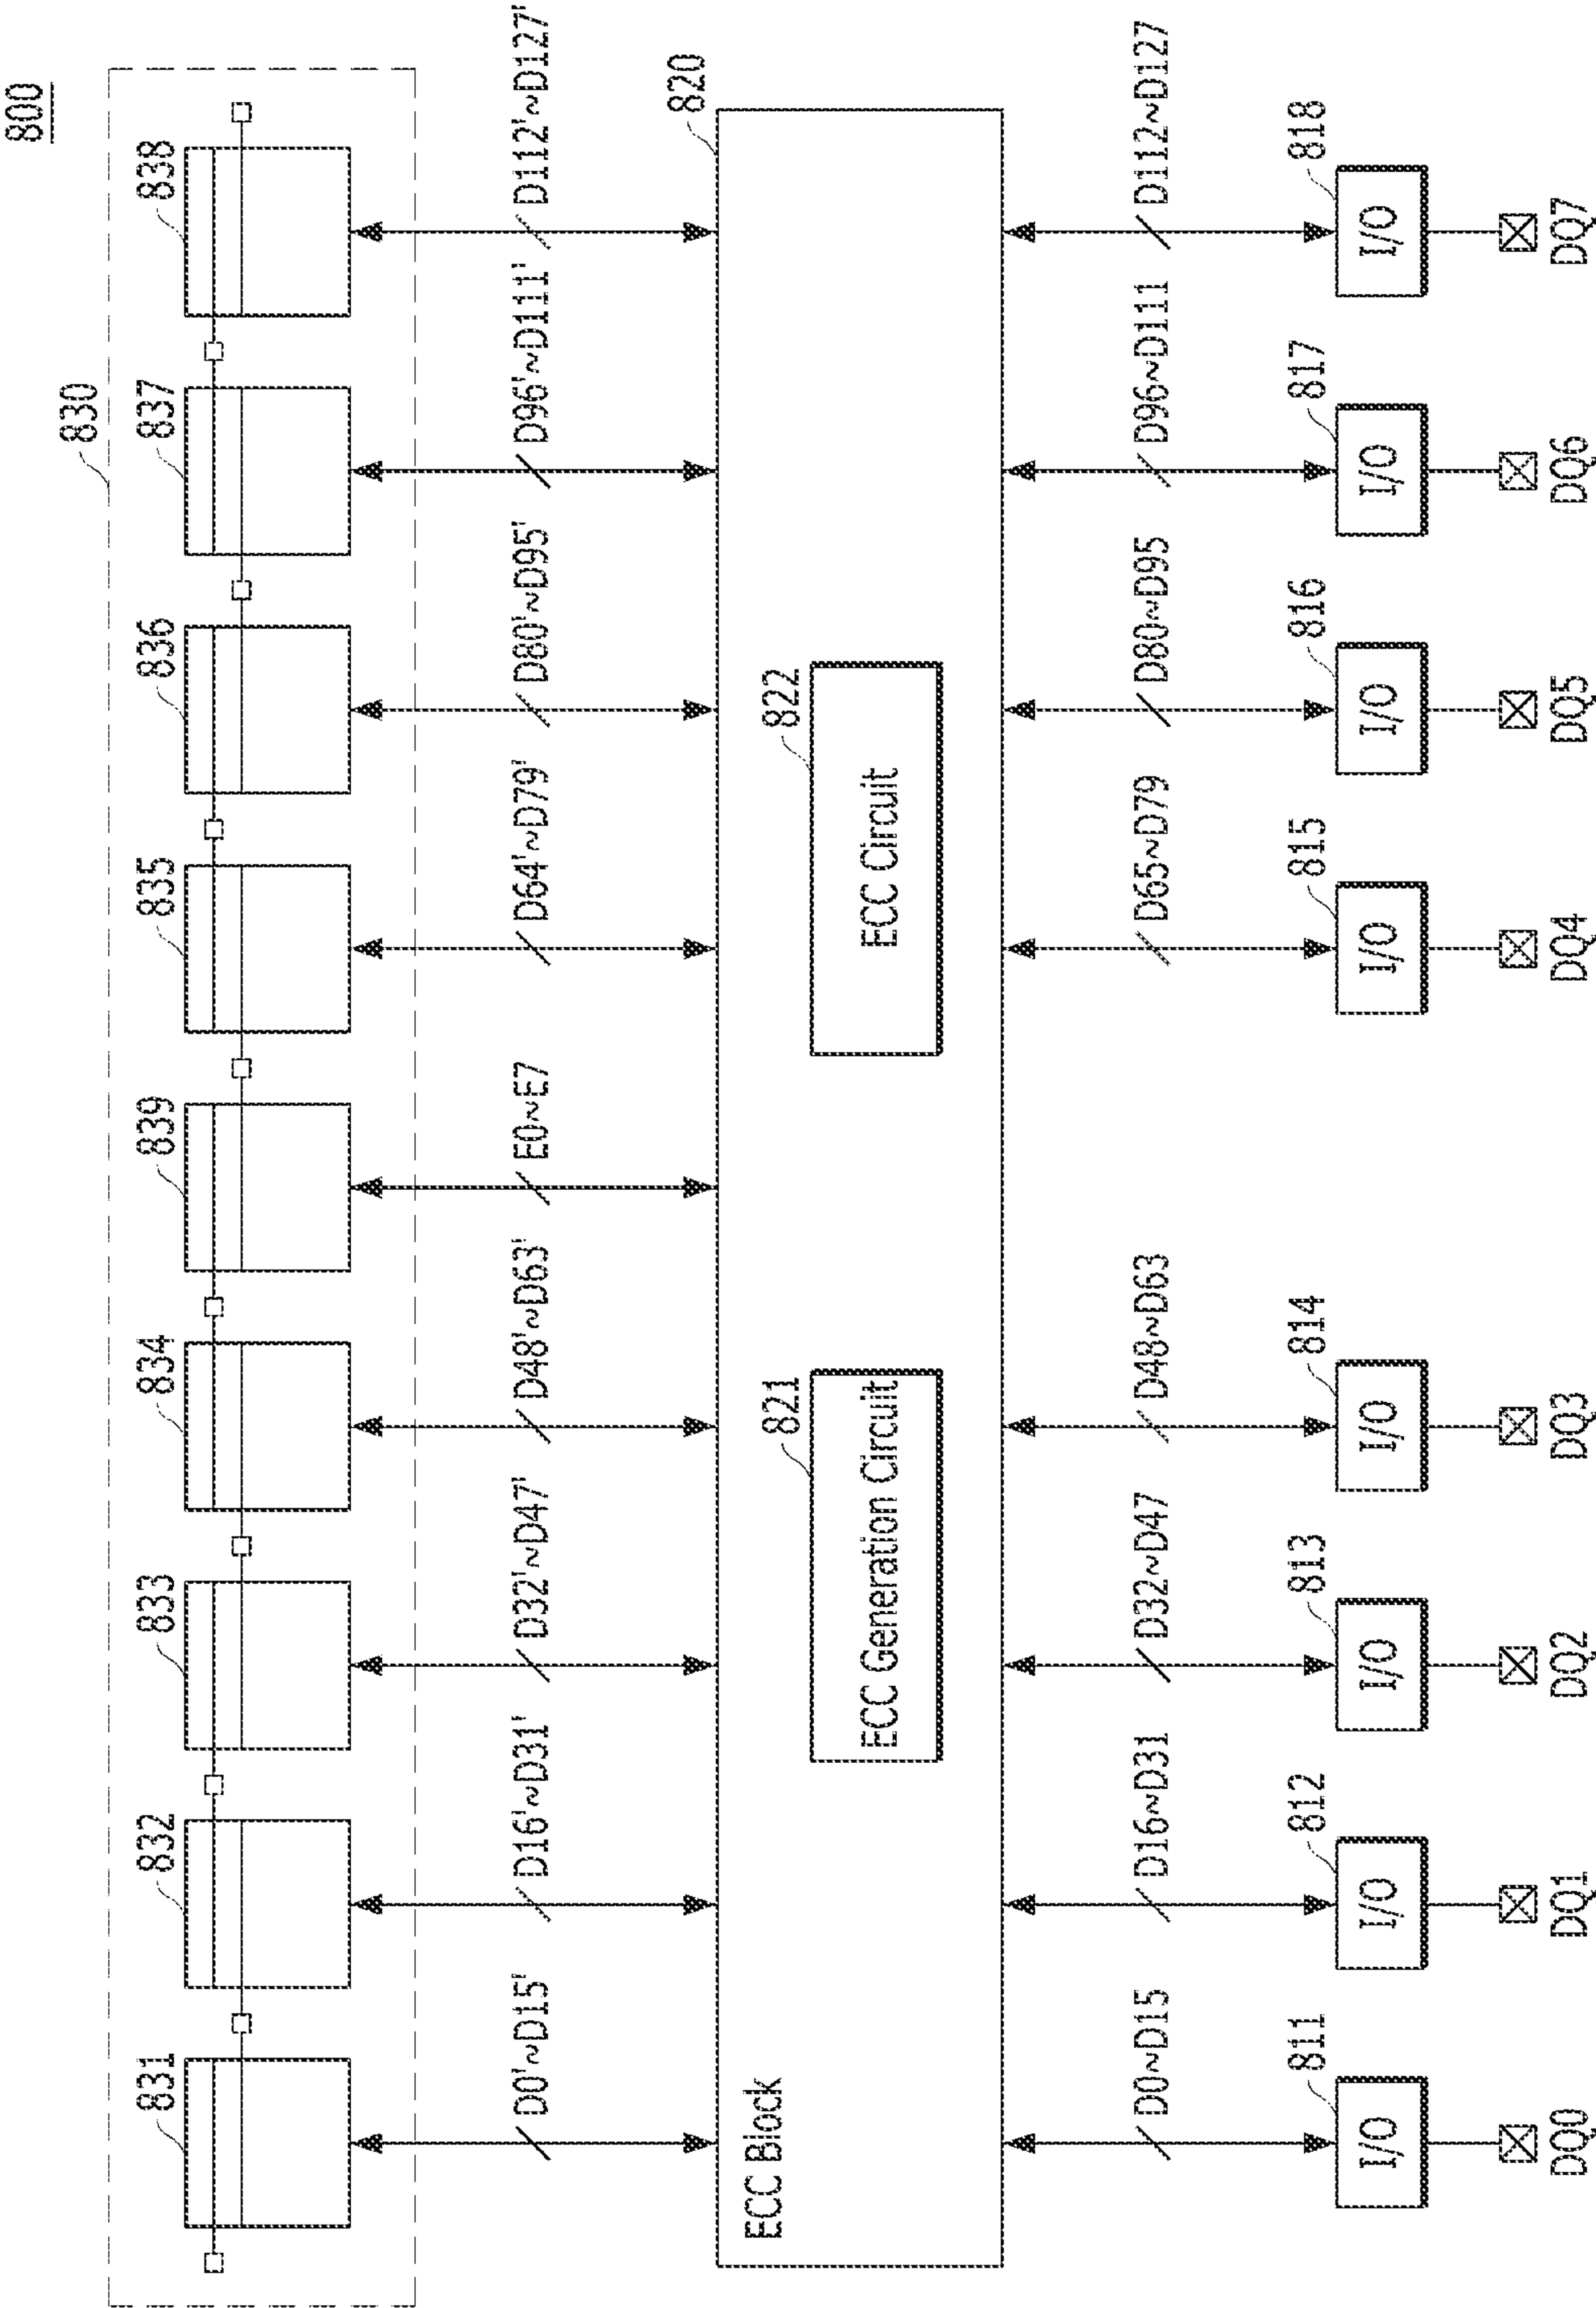 800
830
831
832
833
834
839
835
836
837
838
D0'~D15'
D16'~D31'
D32'~D47'
D48'~D63'
E0~E7
D64'~D79'
D80'~D95'
D96'~D111'
D112'~D127'
820
ECC Block
821
ECC Generation Circuit
822
ECC Circuit
D0~D15
D16~D31
D32~D47
D48~D63
D65~D79
D80~D95
D96~D111
D112~D127
811
812
813
814
815
816
817
818
I/O
I/O
I/O
I/O
I/O
I/O
I/O
I/O
DQ0
DQ1
DQ2
DQ3
DQ4
DQ5
DQ6
DQ7